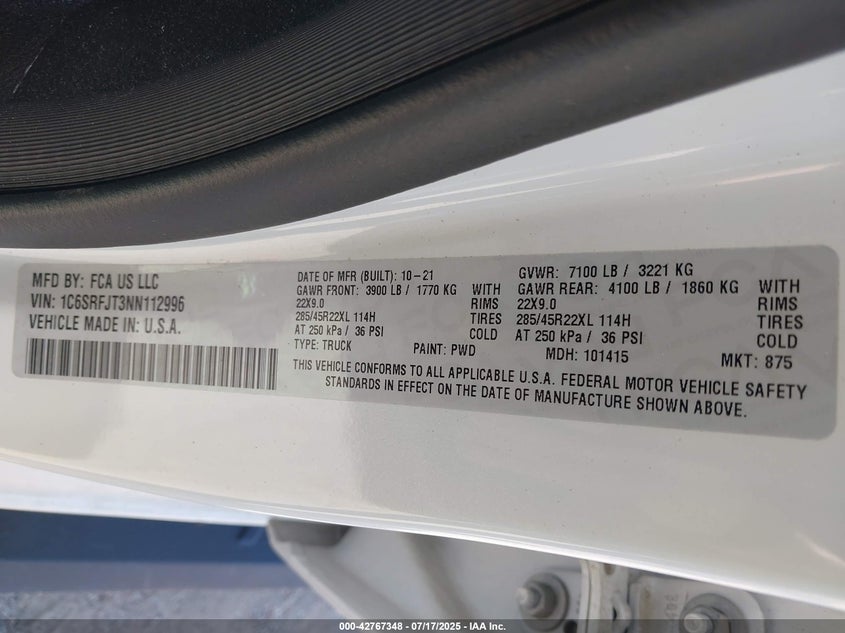 MFD BY: FCA US LLC
VIN: 1C6SRFJT3NN112996
VEHICLE MADE IN: U.S.A.
DATE OF MFR (BUILT): 10-21
GAWR FRONT: 3900 LB / 1770 KG WITH
22X9.0 RIMS
285/45R22XL 114H TIRES
AT 250 kPa / 36 PSI COLD
TYPE: TRUCK PAINT: PWD
GVWR: 7100 LB / 3221 KG
GAWR REAR: 4100 LB / 1860 KG WITH
22X9.0 RIMS
285/45R22XL 114H TIRES
AT 250 kPa / 36 PSI COLD
MDH: 101415 MKT: 875
THIS VEHICLE CONFORMS TO ALL APPLICABLE U.S.A. FEDERAL MOTOR VEHICLE SAFETY
STANDARDS IN EFFECT ON THE DATE OF MANUFACTURE SHOWN ABOVE.
000-42767348 / 07/17/2025 - IAA Inc.